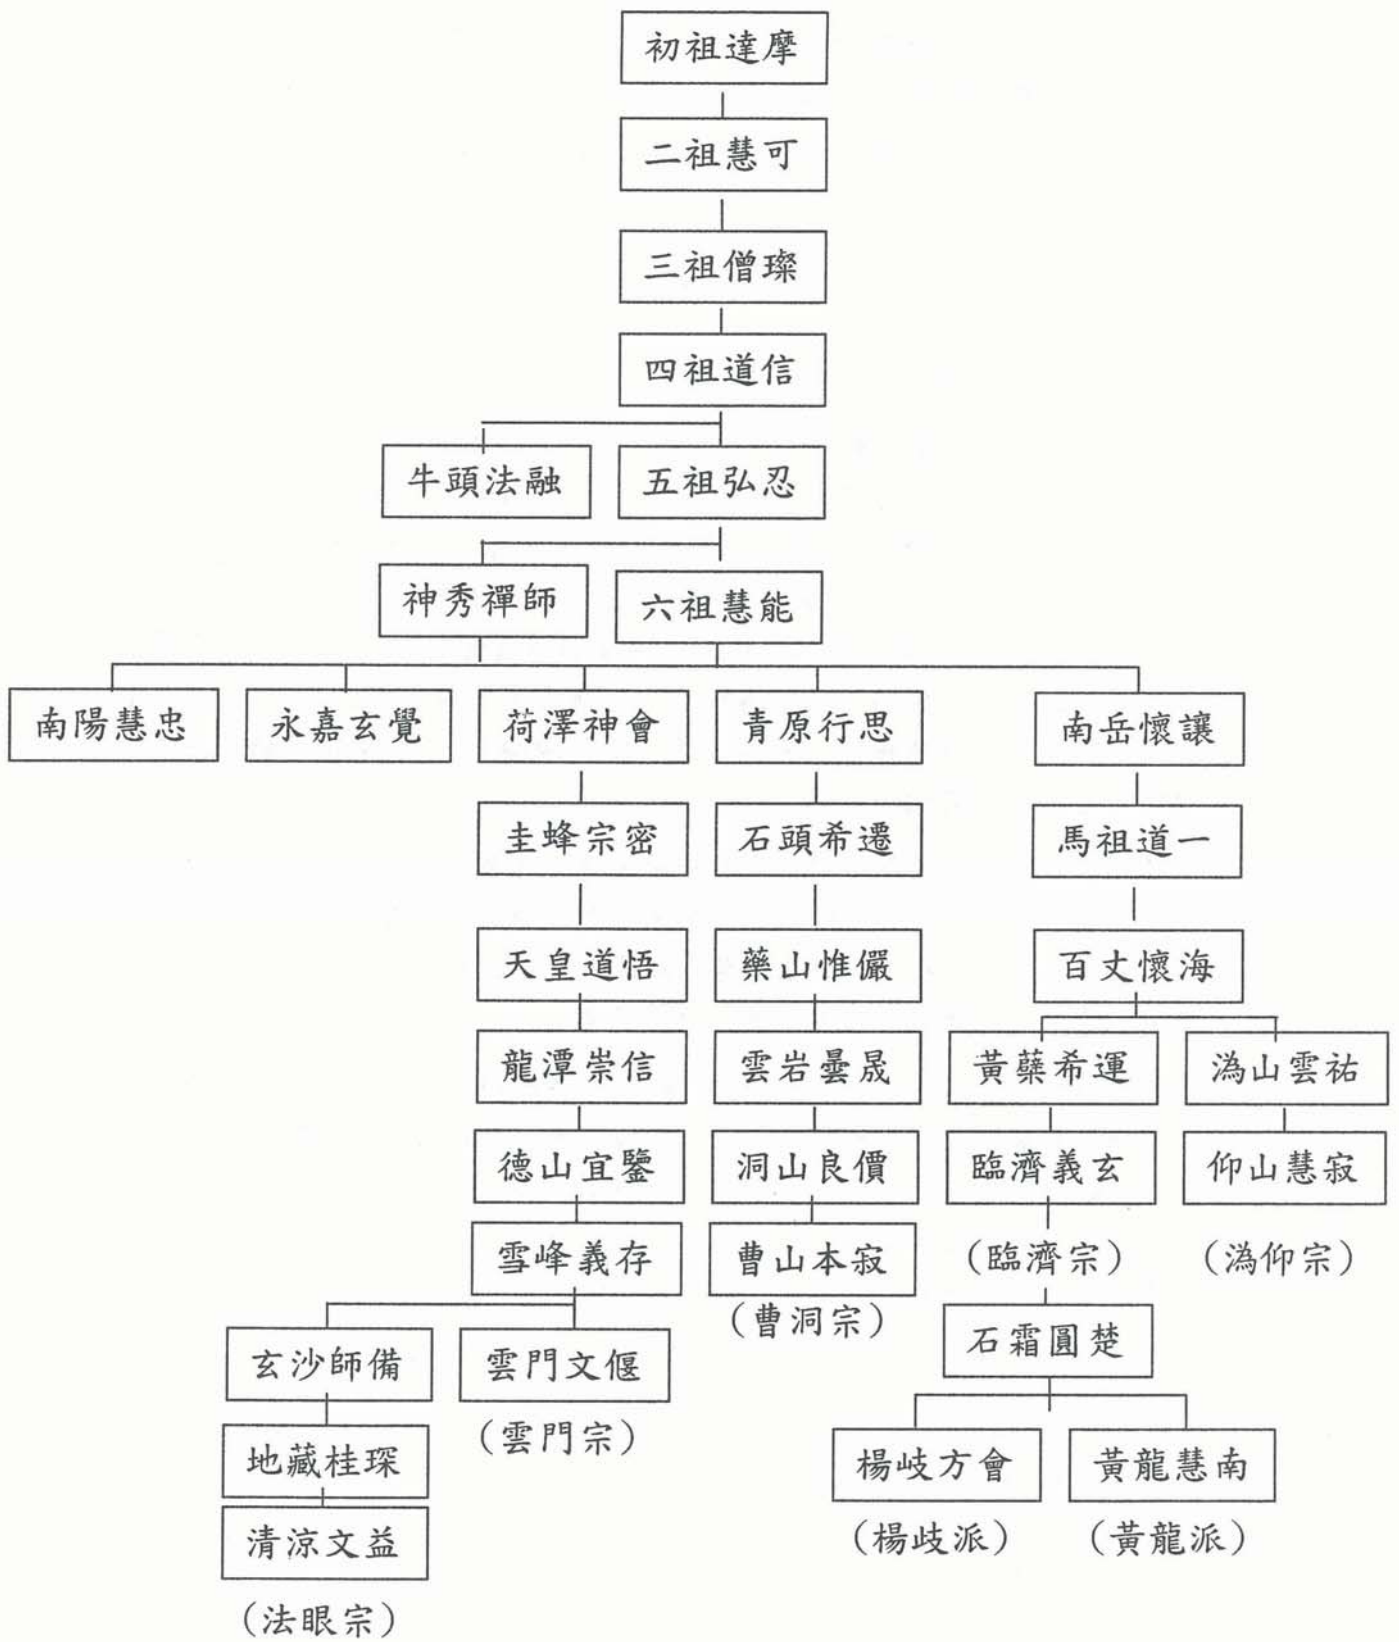 初祖達摩
二祖慧可
三祖僧璨
四祖道信
牛頭法融 五祖弘忍
神秀禪師 六祖慧能
南陽慧忠 永嘉玄覺 荷澤神會 青原行思 南岳懷讓
圭蜂宗密 石頭希遷 馬祖道一
天皇道悟 藥山惟儼 百丈懷海
龍潭崇信 雲岩曇晟 黃蘗希運 溈山雲祐
德山宜鑒 洞山良價 臨濟義玄 仰山慧寂
雪峰義存 曹山本寂 (臨濟宗) (溈仰宗)
(曹洞宗)
石霜圓楚
玄沙師備 雲門文偃
(雲門宗)
地藏桂琛 楊岐方會 黃龍慧南
清涼文益 (楊歧派) (黃龍派)
(法眼宗)